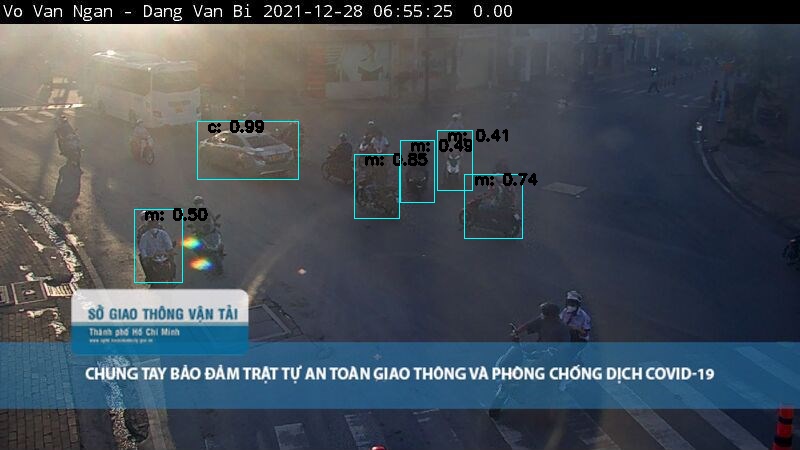 Vo Van Ngan - Dang Van Bi 2021-12-28 06:55:25 0.00
c: 0.99
m: 0.41
m: 0.49
m: 0.85
m: 0.74
m: 0.50
SỞ GIAO THÔNG VẬN TẢI
Thành phố Hồ Chí Minh
CHUNG TAY BẢO ĐẢM TRẬT TỰ AN TOÀN GIAO THÔNG VÀ PHÒNG CHỐNG DỊCH COVID-19